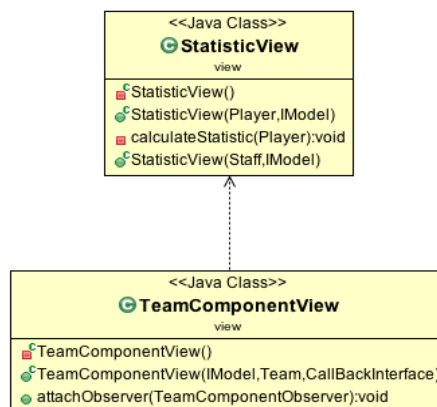 <<Java Class>>
StatisticView
view
StatisticView()
StatisticView(Player,IModel)
calculateStatistic(Player):void
StatisticView(Staff,IModel)
<<Java Class>>
TeamComponentView
view
TeamComponentView()
TeamComponentView(IModel,Team,CallBackInterface)
attachObserver(TeamComponentObserver):void